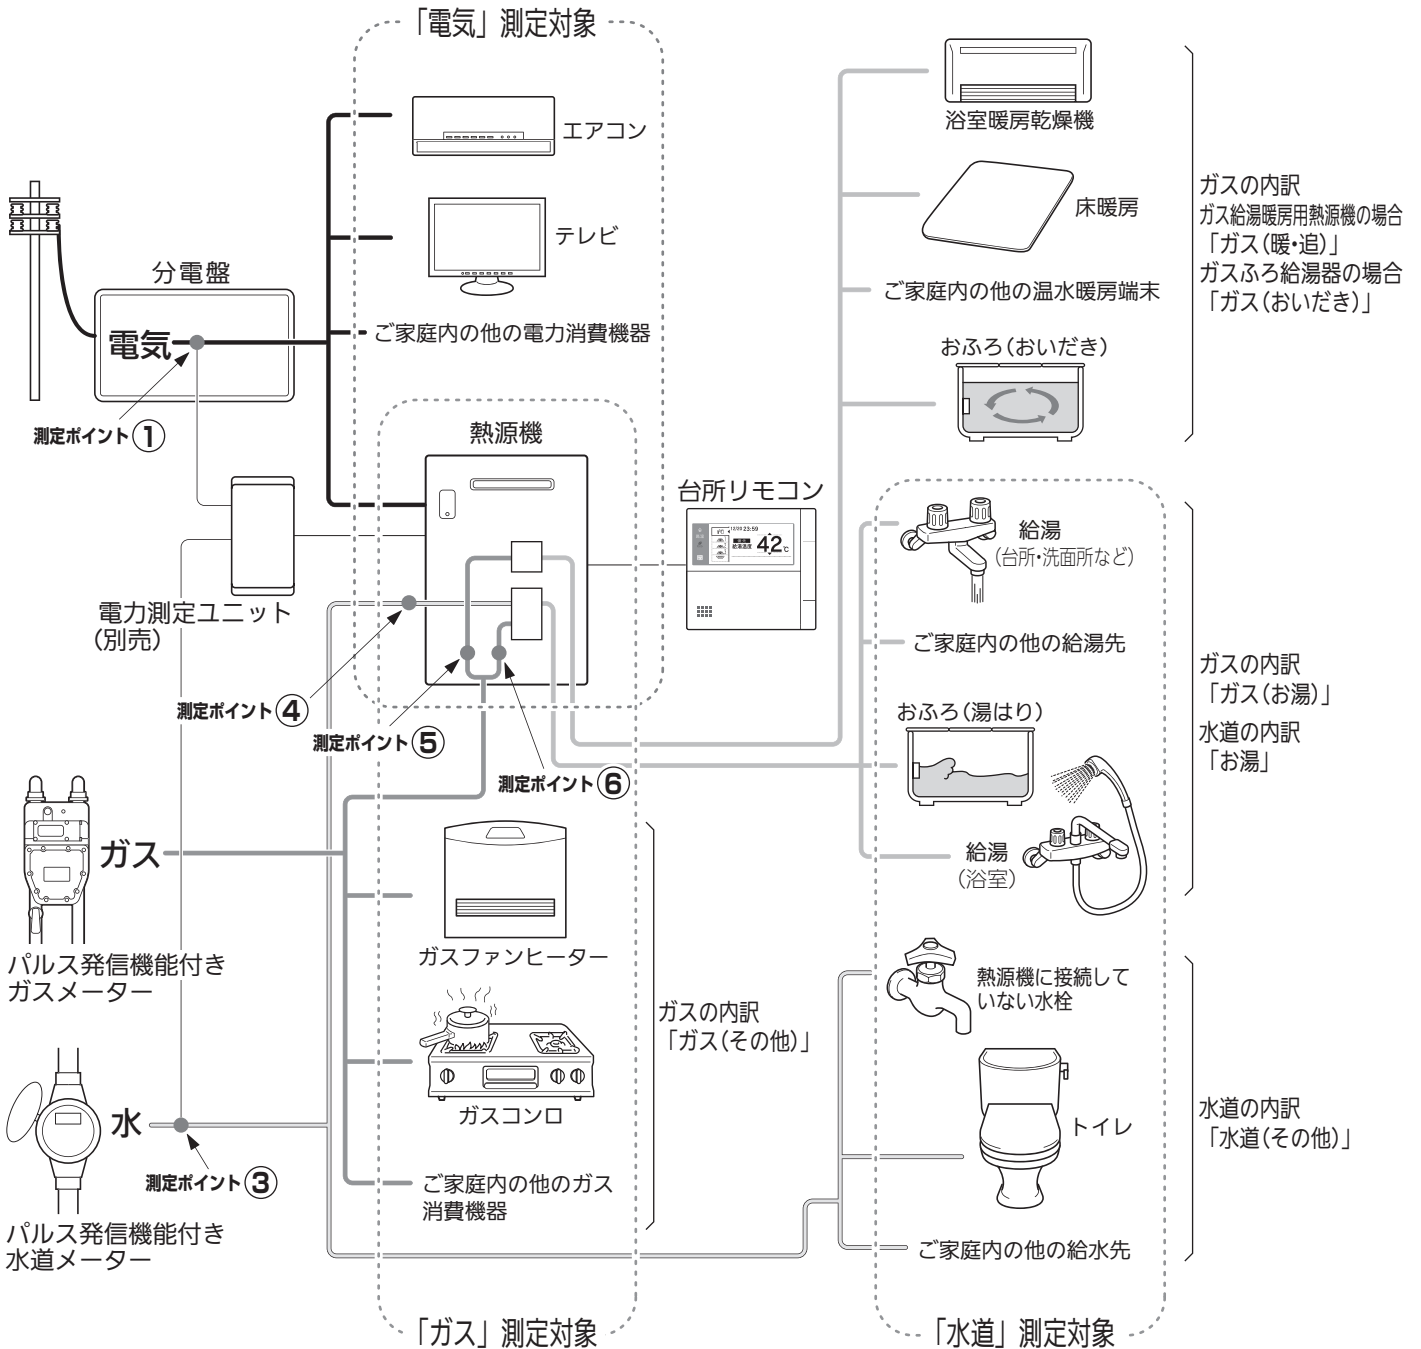 「電気」測定対象
エアコン
テレビ
ご家庭内の他の電力消費機器
分電盤
電気
測定ポイント①
熱源機
台所リモコン
12/20 23:59
給湯温度 42℃
電力測定ユニット
(別売)
測定ポイント④
測定ポイント⑤
測定ポイント⑥
浴室暖房乾燥機
床暖房
ご家庭内の他の温水暖房端末
おふろ(おいだき)
ガスの内訳
ガス給湯暖房用熱源機の場合
「ガス(暖・追)」
ガスふろ給湯器の場合
「ガス(おいだき)」
給湯
(台所・洗面所など)
ご家庭内の他の給湯先
おふろ(湯はり)
給湯
(浴室)
ガスの内訳
「ガス(お湯)」
水道の内訳
「お湯」
ガス
パルス発信機能付き
ガスメーター
ガスファンヒーター
ガスコンロ
ご家庭内の他のガス
消費機器
ガスの内訳
「ガス(その他)」
水
測定ポイント③
パルス発信機能付き
水道メーター
熱源機に接続して
いない水栓
トイレ
ご家庭内の他の給水先
水道の内訳
「水道(その他)」
「ガス」測定対象
「水道」測定対象